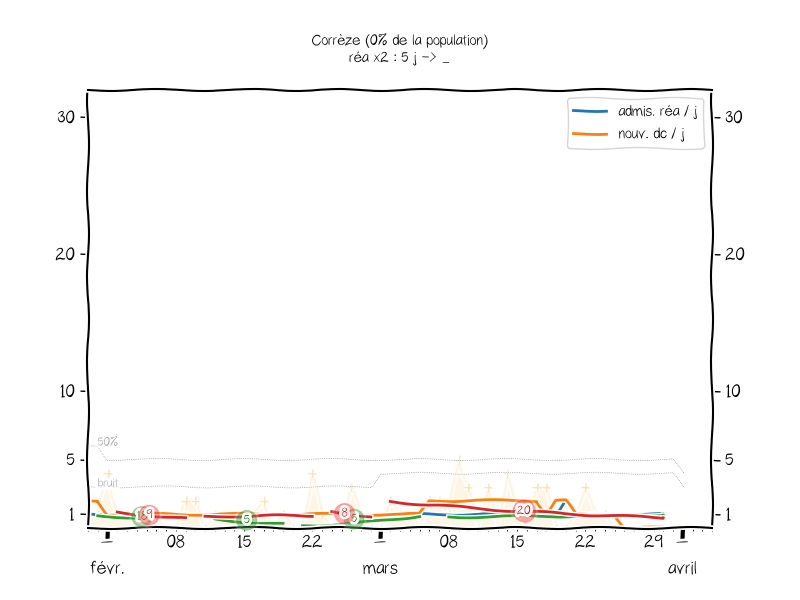 Corrèze (0% de la population)
réa x2 : 5 j -> _
admis. réa / j
nouv. dc / j
30
30
20
20
10
10
50%
5
5
bruit
1
9
5
8
5
20
1
08
15
22
08
15
22
29
févr.
mars
avril